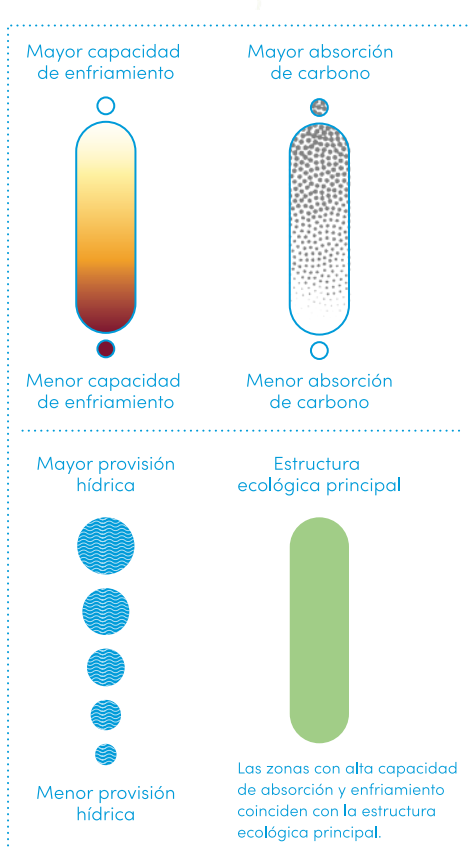 Mayor capacidad
de enfriamiento
Mayor absorción
de carbono
Menor capacidad
de enfriamiento
Menor absorción
de carbono
Mayor provisión
hídrica
Estructura
ecológica principal
Menor provisión
hídrica
Las zonas con alta capacidad
de absorción y enfriamiento
coinciden con la estructura
ecológica principal.